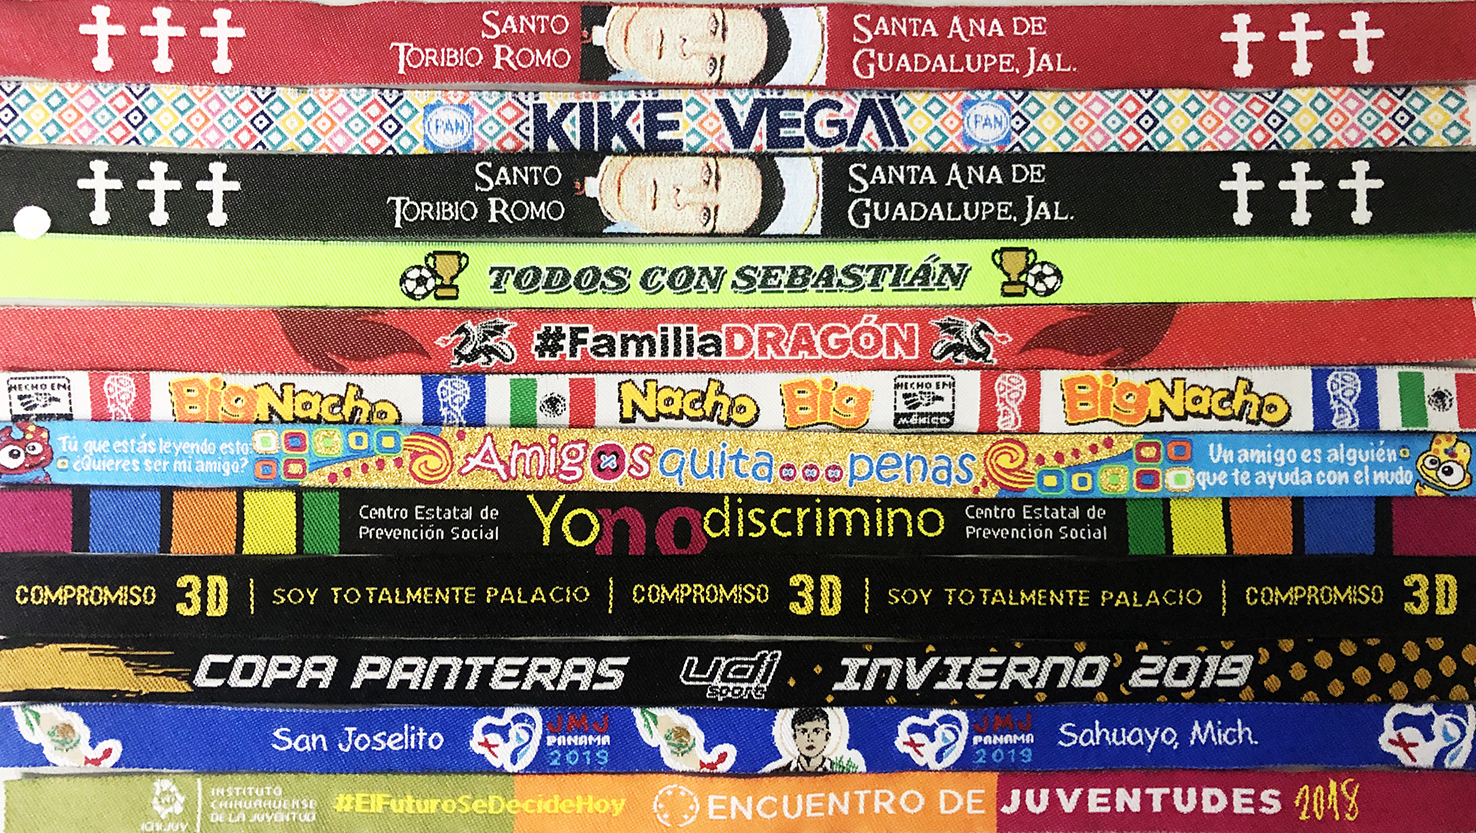 SANTO
TORIBIO ROMO
SANTA ANA DE
GUADALUPE, JAL.
PAN KIKE VEGA PAN
SANTO
TORIBIO ROMO
SANTA ANA DE
GUADALUPE, JAL.
TODOS CON SEBASTIÁN
#FamiliaDRAGÓN
HECHO EN
BigNacho Nacho Big
HECHO EN
MÉXICO
BigNacho
Tú que estás leyendo esto:
¿Quieres ser mi amigo?
Amigos quita...penas
Un amigo es alguién
que te ayuda con el nudo
Centro Estatal de
Prevención Social
Yo no discrimino
Centro Estatal de
Prevención Social
COMPROMISO 3D | SOY TOTALMENTE PALACIO | COMPROMISO 3D | SOY TOTALMENTE PALACIO | COMPROMISO 3D
COPA PANTERAS udi sports INVIERNO 2019
San Joselito
JMJ
PANAMA
2019
JMJ
PANAMA
2019
Sahuayo, Mich.
INSTITUTO
CHIHUAHUENSE
DE LA JUVENTUD
#ElFuturoSeDecideHoy
ENCUENTRO DE JUVENTUDES 2018